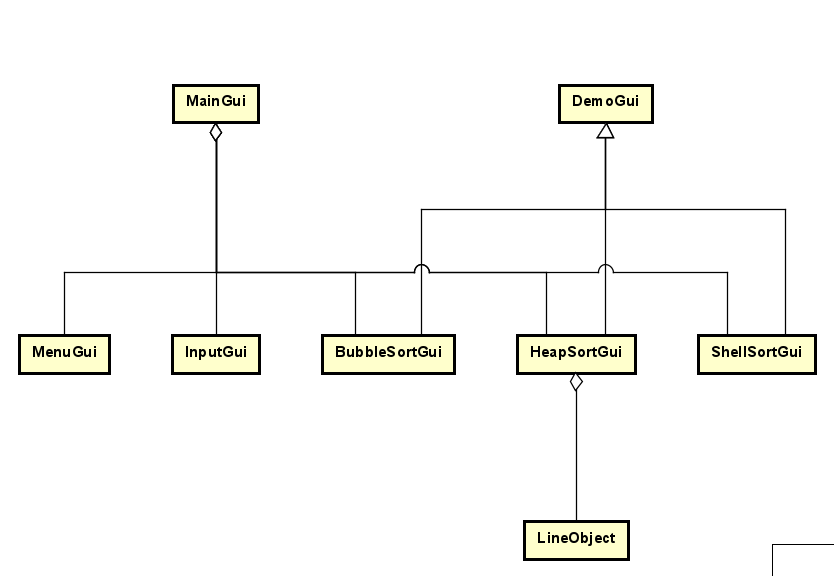 MainGui
DemoGui
MenuGui
InputGui
BubbleSortGui
HeapSortGui
ShellSortGui
LineObject